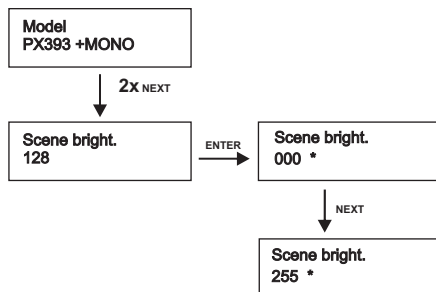 Model
PX393 +MONO
2x NEXT
Scene bright.
128
ENTER
Scene bright.
000 *
NEXT
Scene bright.
255 *